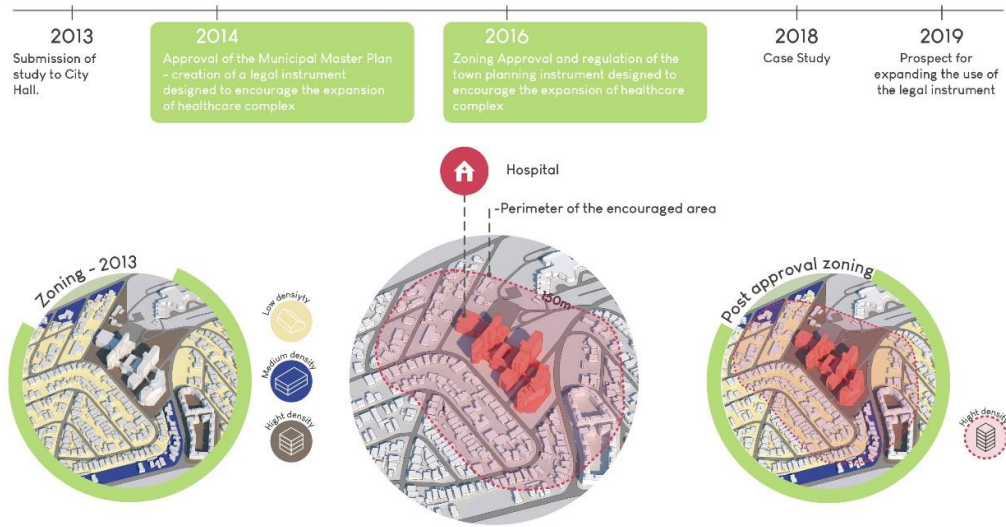 2013
Submission of
study to City
Hall.
2014
Approval of the Municipal Master Plan
- creation of a legal instrument
designed to encourage the expansion
of healthcare complex
2016
Zoning Approval and regulation of the
town planning instrument designed to
encourage the expansion of healthcare
complex
2018
Case Study
2019
Prospect for
expanding the use of
the legal instrument
Hospital
-Perimeter of the encouraged area
Zoning - 2013
Low densiyty
Medium density
Hight density
150m
Post approval zoning
Hight density